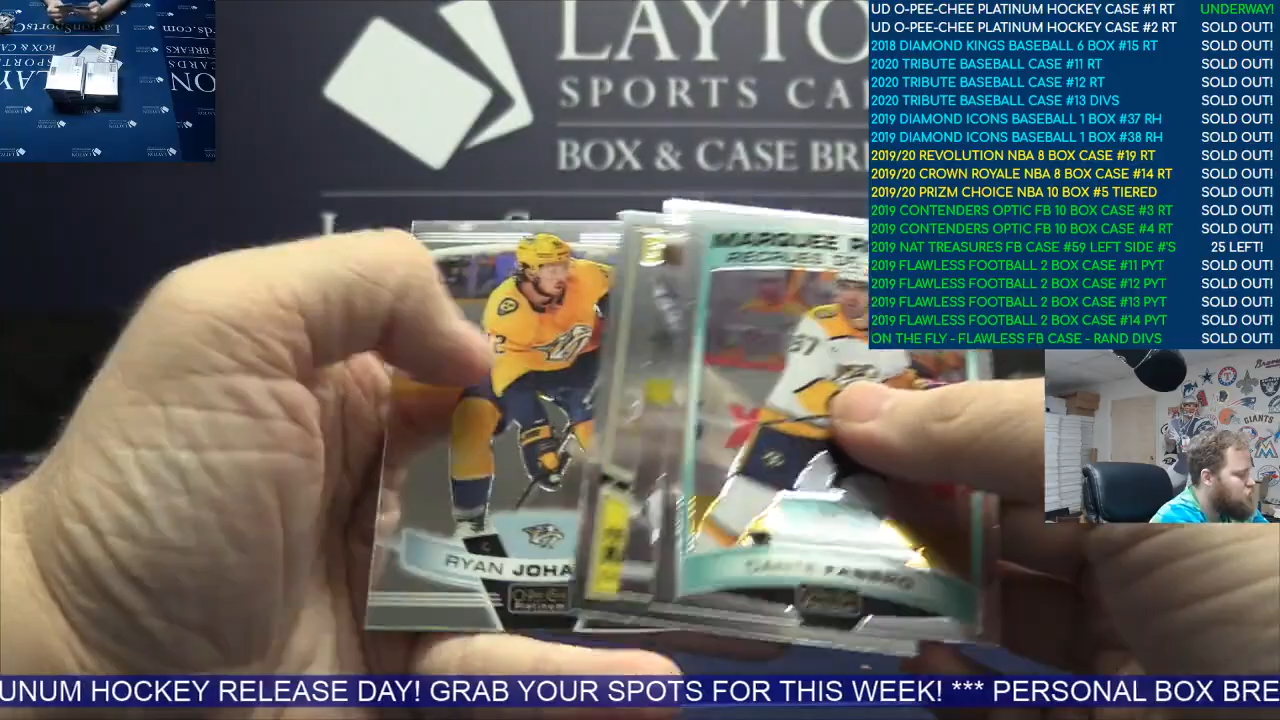 LAYTO
SPORTS CA
BOX & CASE BRE
UD O-PEE-CHEE PLATINUM HOCKEY CASE #1 RT UNDERWAY!
UD O-PEE-CHEE PLATINUM HOCKEY CASE #2 RT SOLD OUT!
2018 DIAMOND KINGS BASEBALL 6 BOX #15 RT SOLD OUT!
2020 TRIBUTE BASEBALL CASE #11 RT SOLD OUT!
2020 TRIBUTE BASEBALL CASE #12 RT SOLD OUT!
2020 TRIBUTE BASEBALL CASE #13 DIVS SOLD OUT!
2019 DIAMOND ICONS BASEBALL 1 BOX #37 RH SOLD OUT!
2019 DIAMOND ICONS BASEBALL 1 BOX #38 RH SOLD OUT!
2019/20 REVOLUTION NBA 8 BOX CASE #19 RT SOLD OUT!
2019/20 CROWN ROYALE NBA 8 BOX CASE #14 RT SOLD OUT!
2019/20 PRIZM CHOICE NBA 10 BOX #5 TIERED SOLD OUT!
2019 CONTENDERS OPTIC FB 10 BOX CASE #3 RT SOLD OUT!
2019 CONTENDERS OPTIC FB 10 BOX CASE #4 RT SOLD OUT!
2019 NAT TREASURES FB CASE #59 LEFT SIDE #'S 25 LEFT!
2019 FLAWLESS FOOTBALL 2 BOX CASE #11 PYT SOLD OUT!
2019 FLAWLESS FOOTBALL 2 BOX CASE #12 PYT SOLD OUT!
2019 FLAWLESS FOOTBALL 2 BOX CASE #13 PYT SOLD OUT!
2019 FLAWLESS FOOTBALL 2 BOX CASE #14 PYT SOLD OUT!
ON THE FLY - FLAWLESS FB CASE - RAND DIVS SOLD OUT!
MARQUEE
GIANTS
RYAN JOHA
UNUM HOCKEY RELEASE DAY! GRAB YOUR SPOTS FOR THIS WEEK! *** PERSONAL BOX BRE